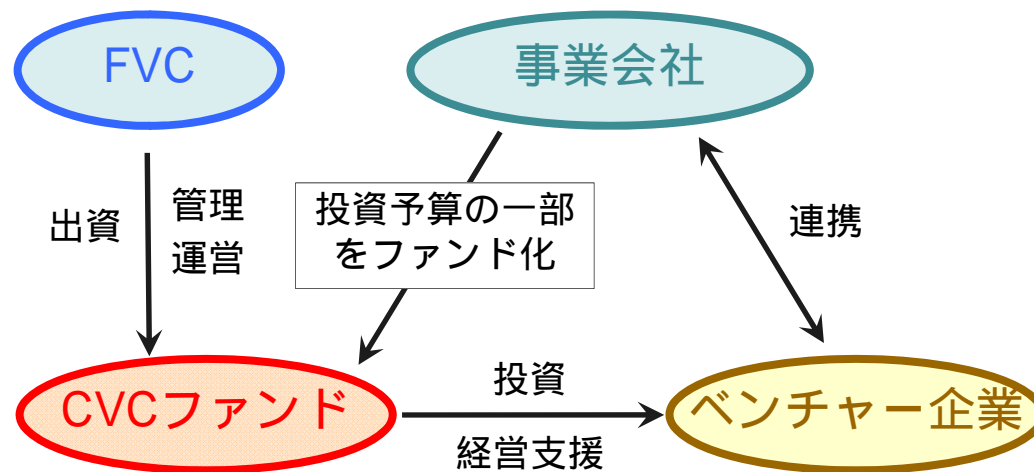 FVC
事業会社
出資
管理
運営
投資予算の一部
をファンド化
連携
CVCファンド
投資
経営支援
ベンチャー企業